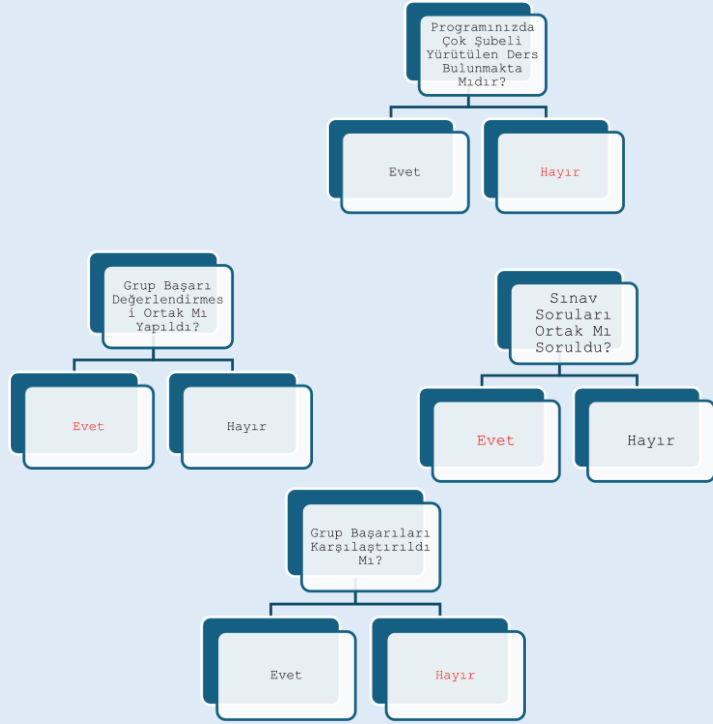 Programınızda
Çok Şubeli
Yürütülen Ders
Bulunmakta
Mıdır?
Evet
Hayır
Grup Başarı
Değerlendirmes
i Ortak Mı
Yapıldı?
Evet
Hayır
Sınav
Soruları
Ortak Mı
Soruldu?
Evet
Hayır
Grup Başarıları
Karşılaştırıldı
Mı?
Evet
Hayır